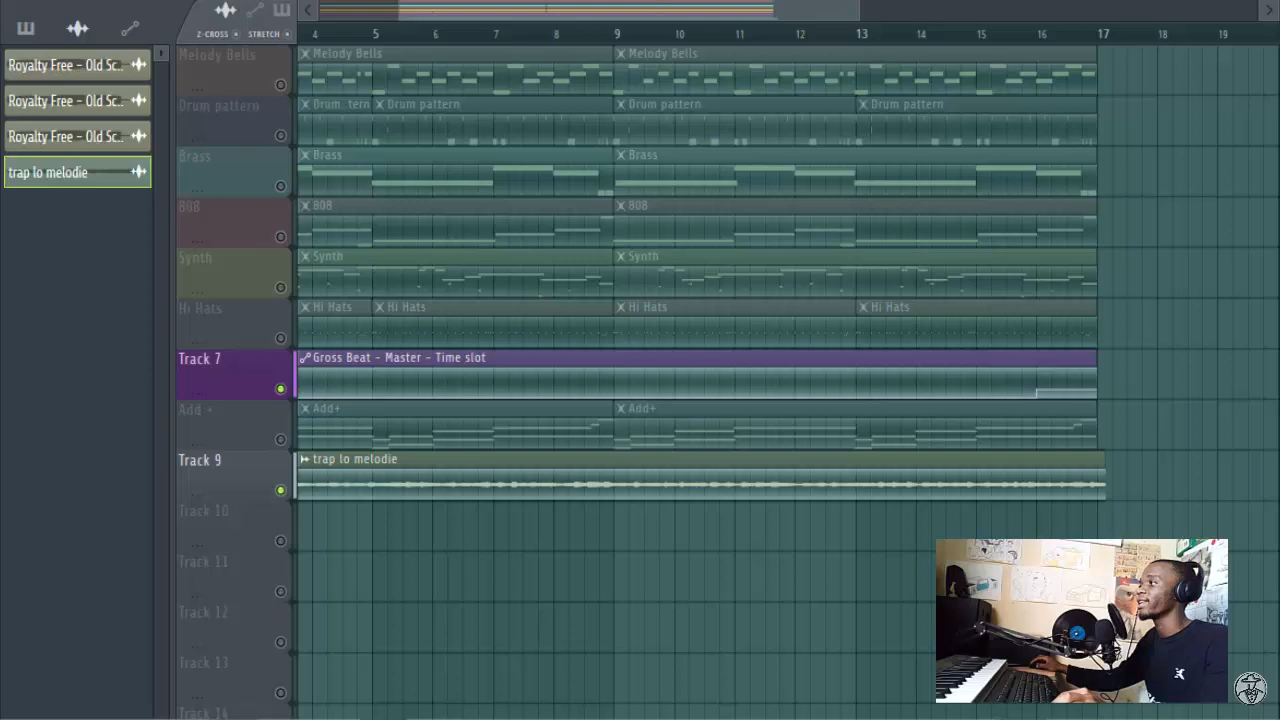 Z-CROSS STRETCH
4 5 6 7 8 9 10 11 12 13 14 15 16 17 18 19
Royalty Free - Old Sc..
Royalty Free - Old Sc..
Royalty Free - Old Sc..
trap lo melodie
Melody Bells
Melody Bells Melody Bells
Drum pattern
Drum..tern Drum pattern Drum pattern Drum pattern
Brass
Brass Brass
808
808 808
Synth
Synth Synth
Hi Hats
Hi Hats Hi Hats Hi Hats Hi Hats
Track 7
Gross Beat - Master - Time slot
Add +
Add+ Add+
Track 9
trap lo melodie
Track 10
Track 11
Track 12
Track 13
Track 14